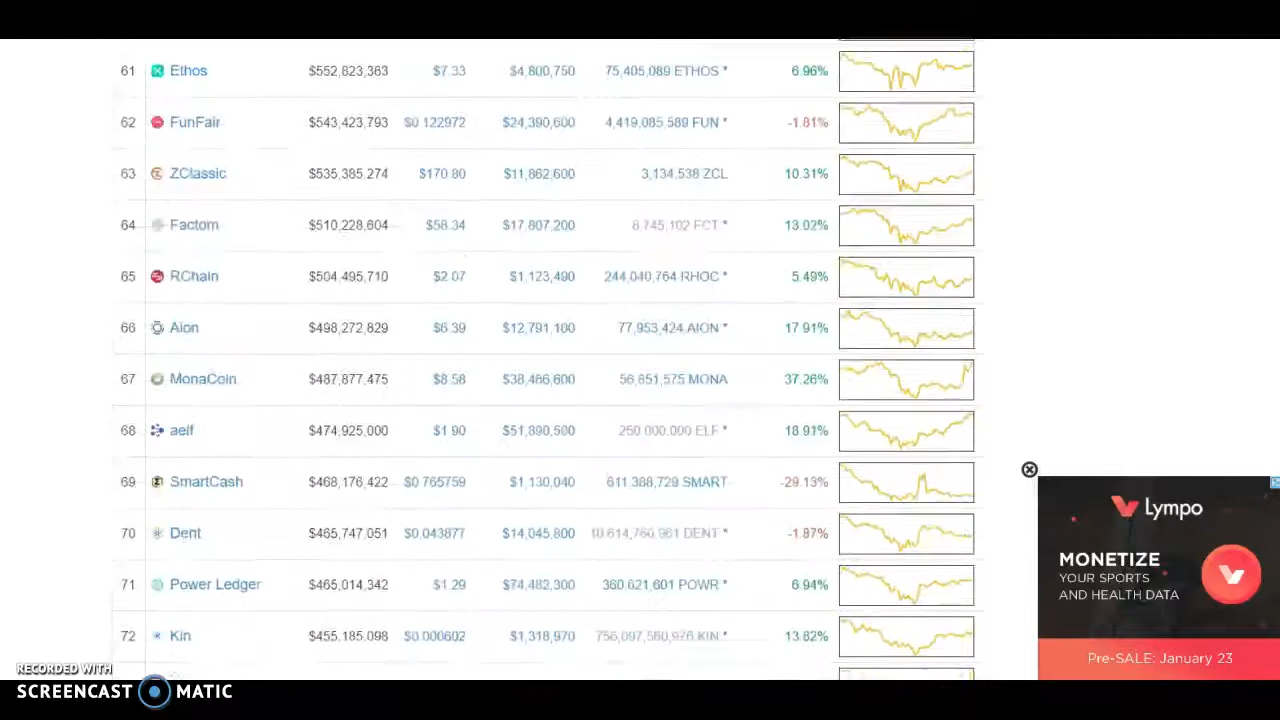 61 Ethos $552,823,363 $7.33 $4,800,750 75,405,089 ETHOS * 6.96%
62 FunFair $543,423,793 $0.122972 $24,390,600 4,419,085,589 FUN * -1.81%
63 ZClassic $535,385,274 $170.80 $11,862,600 3,134,538 ZCL 10.31%
64 Factom $510,228,604 $58.34 $17,807,200 8,745,102 FCT * 13.02%
65 RChain $504,495,710 $2.07 $1,123,490 244,040,764 RHOC * 5.49%
66 Aion $498,272,829 $6.39 $12,791,100 77,953,424 AION * 17.91%
67 MonaCoin $487,877,475 $8.58 $38,466,600 56,851,575 MONA 37.26%
68 aelf $474,925,000 $1.90 $51,890,500 250,000,000 ELF * 18.91%
69 SmartCash $468,176,422 $0.765759 $1,130,040 611,388,729 SMART -29.13%
70 Dent $465,747,051 $0.043877 $14,045,800 10,614,760,961 DENT * -1.87%
71 Power Ledger $465,014,342 $1.29 $74,482,300 360,621,601 POWR * 6.94%
72 Kin $455,185,098 $0.000602 $1,318,970 756,097,560,976 KIN * 13.82%
Lympo
MONETIZE
YOUR SPORTS
AND HEALTH DATA
Pre-SALE: January 23
RECORDED WITH
SCREENCAST MATIC